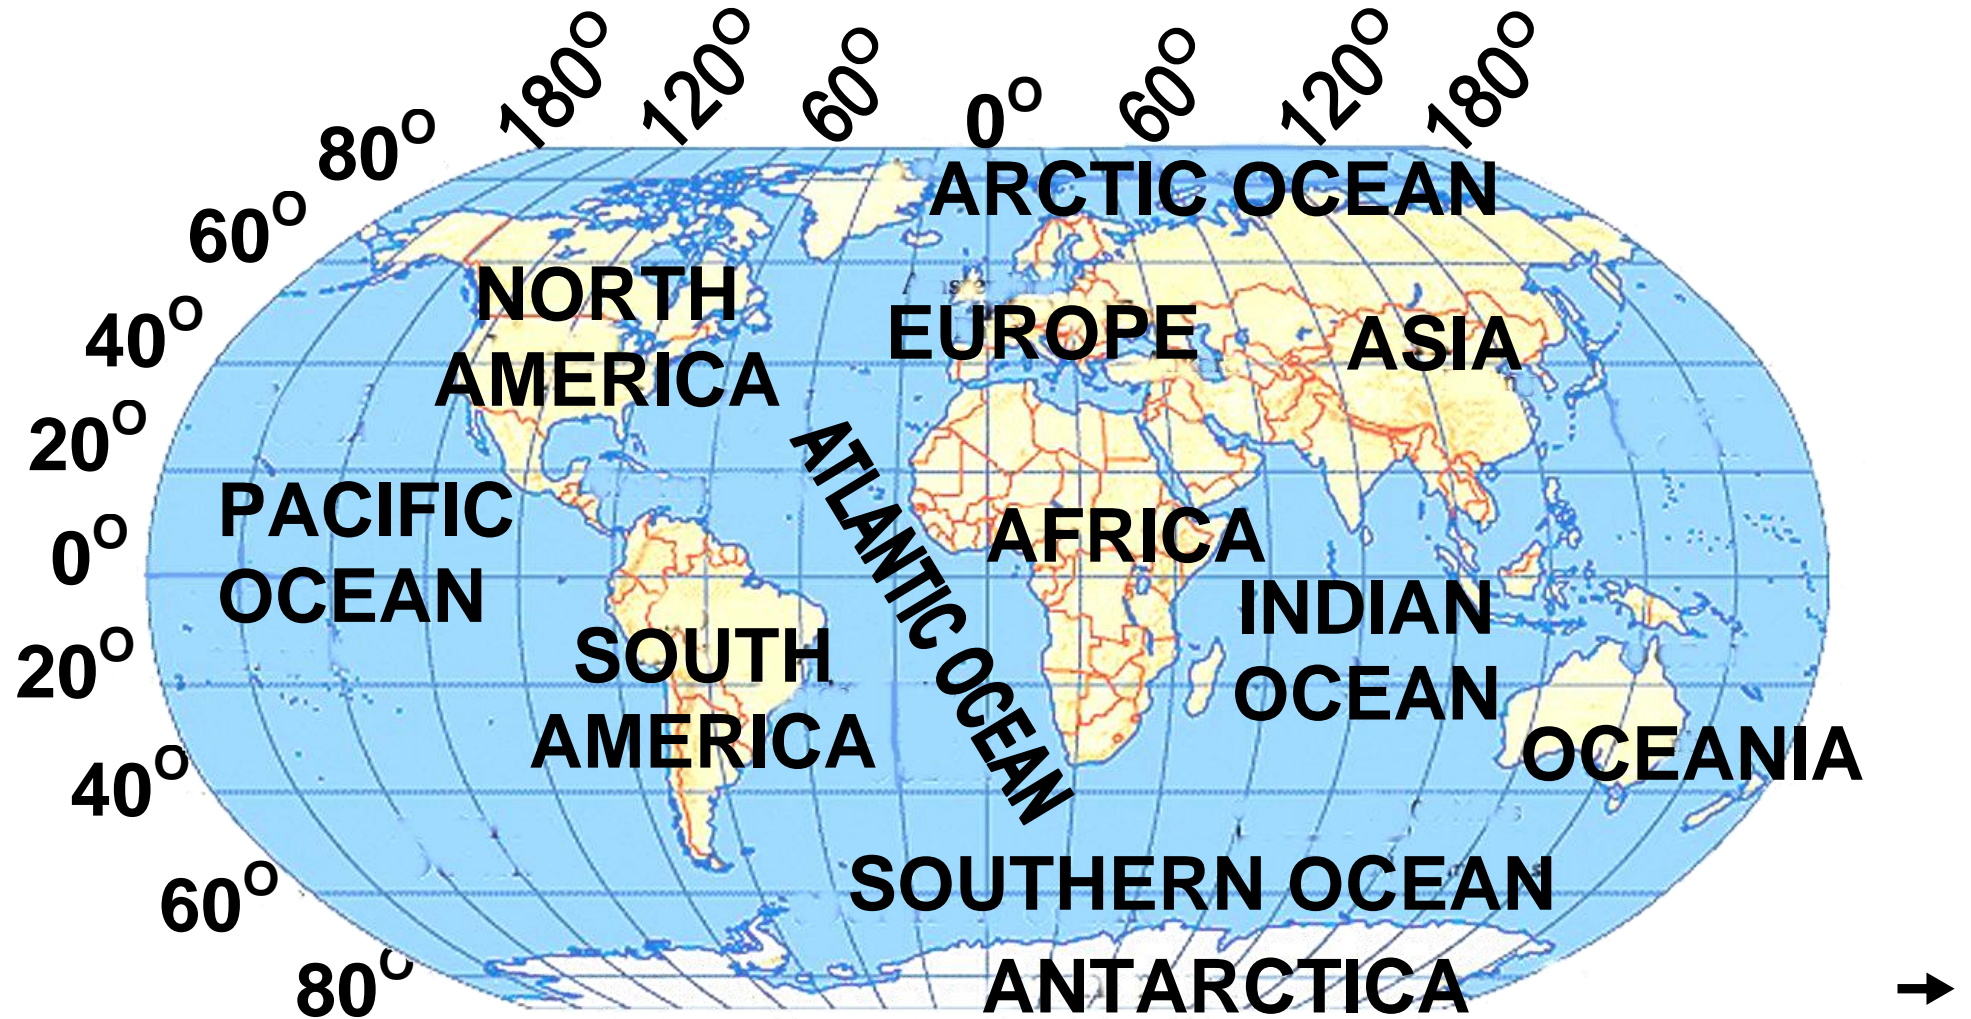 180° 120° 60° 0° 60° 120° 180°
80°
60°
40°
20°
0°
20°
40°
60°
80°
ARCTIC OCEAN
NORTH
AMERICA
EUROPE
ASIA
ATLANTIC OCEAN
PACIFIC
OCEAN
AFRICA
INDIAN
OCEAN
SOUTH
AMERICA
OCEANIA
SOUTHERN OCEAN
ANTARCTICA